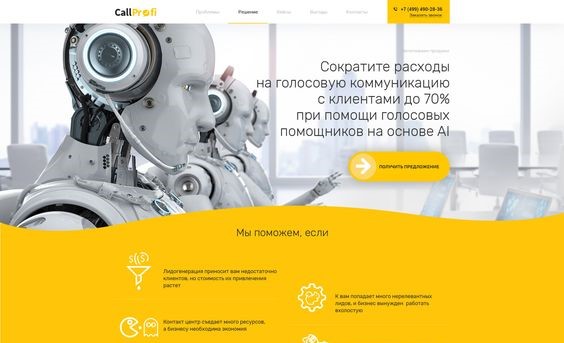 CallProfi
Проблемы
Решение
Кейсы
Выгоды
Контакты
+7 (499) 490-28-36
Заказать звонок
Сократите расходы
на голосовую коммуникацию
с клиентами до 70%
при помощи голосовых
помощников на основе AI
ПОЛУЧИТЬ ПРЕДЛОЖЕНИЕ
Мы поможем, если
Лидогенерация приносит вам недостаточно
клиентов, но стоимость их привлечения
растет
К вам попадает много нерелевантных
лидов, и бизнес вынужден работать
вхолостую
Контакт центр съедает много ресурсов,
а бизнесу необходима экономия